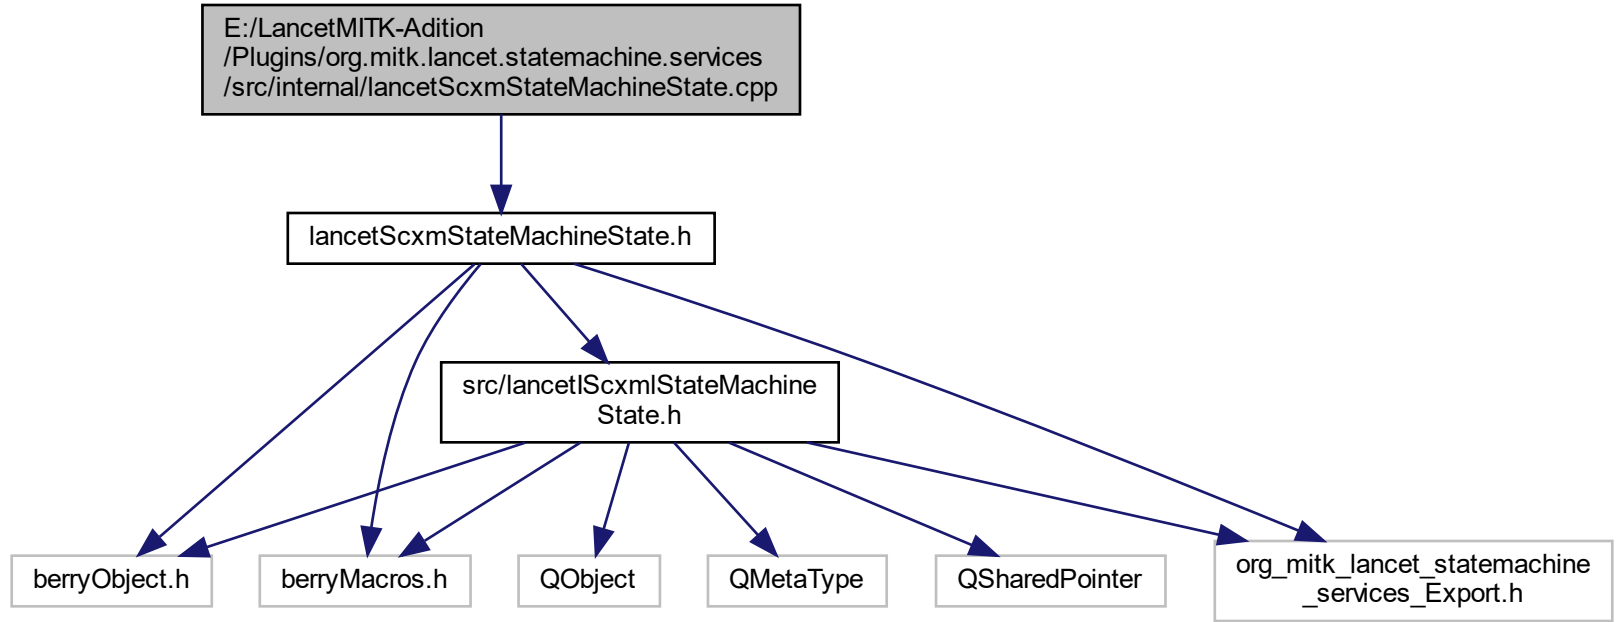 E:/LancetMITK-Adition
/Plugins/org.mitk.lancet.statemachine.services
/src/internal/lancetScxmStateMachineState.cpp
lancetScxmStateMachineState.h
src/lancetIScxmlStateMachine
State.h
berryObject.h
berryMacros.h
QObject
QMetaType
QSharedPointer
org_mitk_lancet_statemachine
_services_Export.h